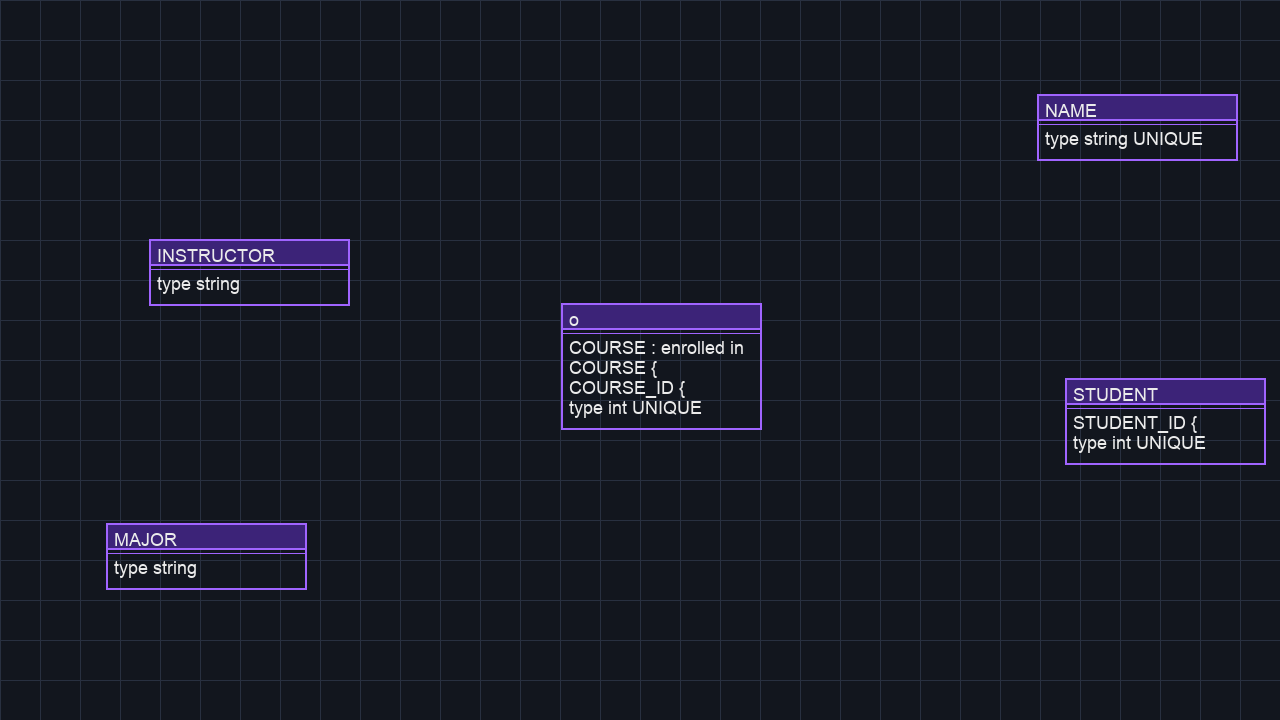 NAME
type string UNIQUE
INSTRUCTOR
type string
o
COURSE : enrolled in
COURSE {
COURSE_ID {
type int UNIQUE
STUDENT
STUDENT_ID {
type int UNIQUE
MAJOR
type string